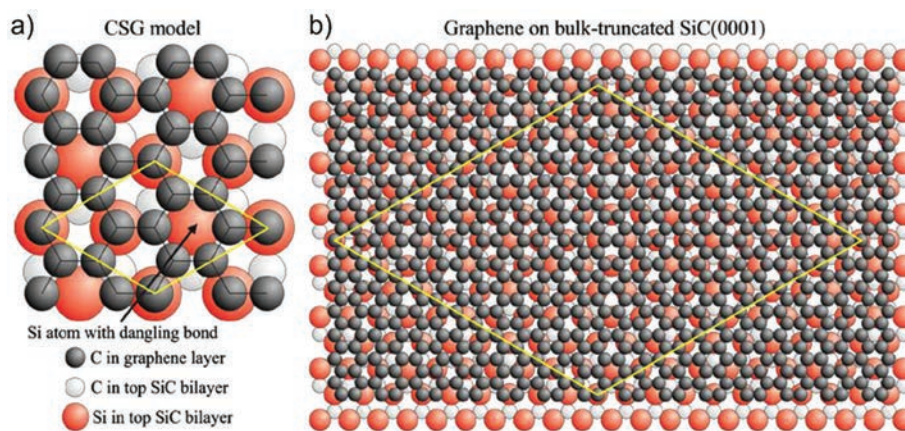 a)
CSG model
Si atom with dangling bond
C in graphene layer
C in top SiC bilayer
Si in top SiC bilayer
b)
Graphene on bulk-truncated SiC(0001)